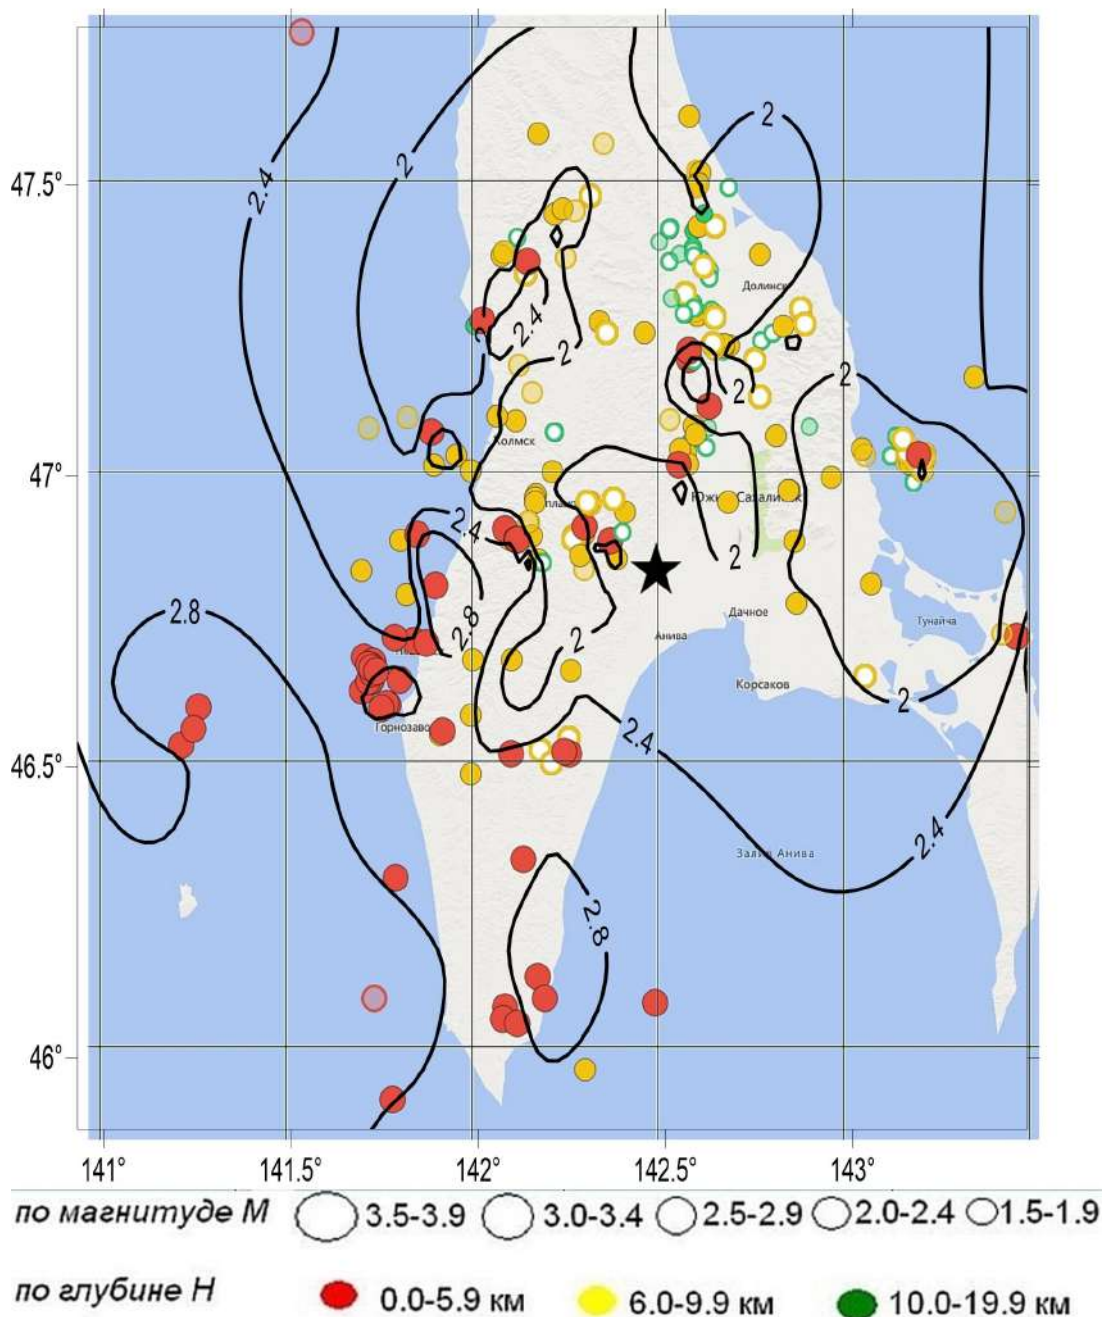 2
2
2.4
47.5°
Долинск
2.4
2
2
2
2
Холмск
47°
2.4
2
2.8
2
Дачное
Тунайча
2.8
Анива
Корсаков
2
Горнозаво
2.4
46.5°
2.4
Залив Анива
2.8
46°
141° 141.5° 142° 142.5° 143°
по магнитуде М 3.5-3.9 3.0-3.4 2.5-2.9 2.0-2.4 1.5-1.9
по глубине Н 0.0-5.9 км 6.0-9.9 км 10.0-19.9 км